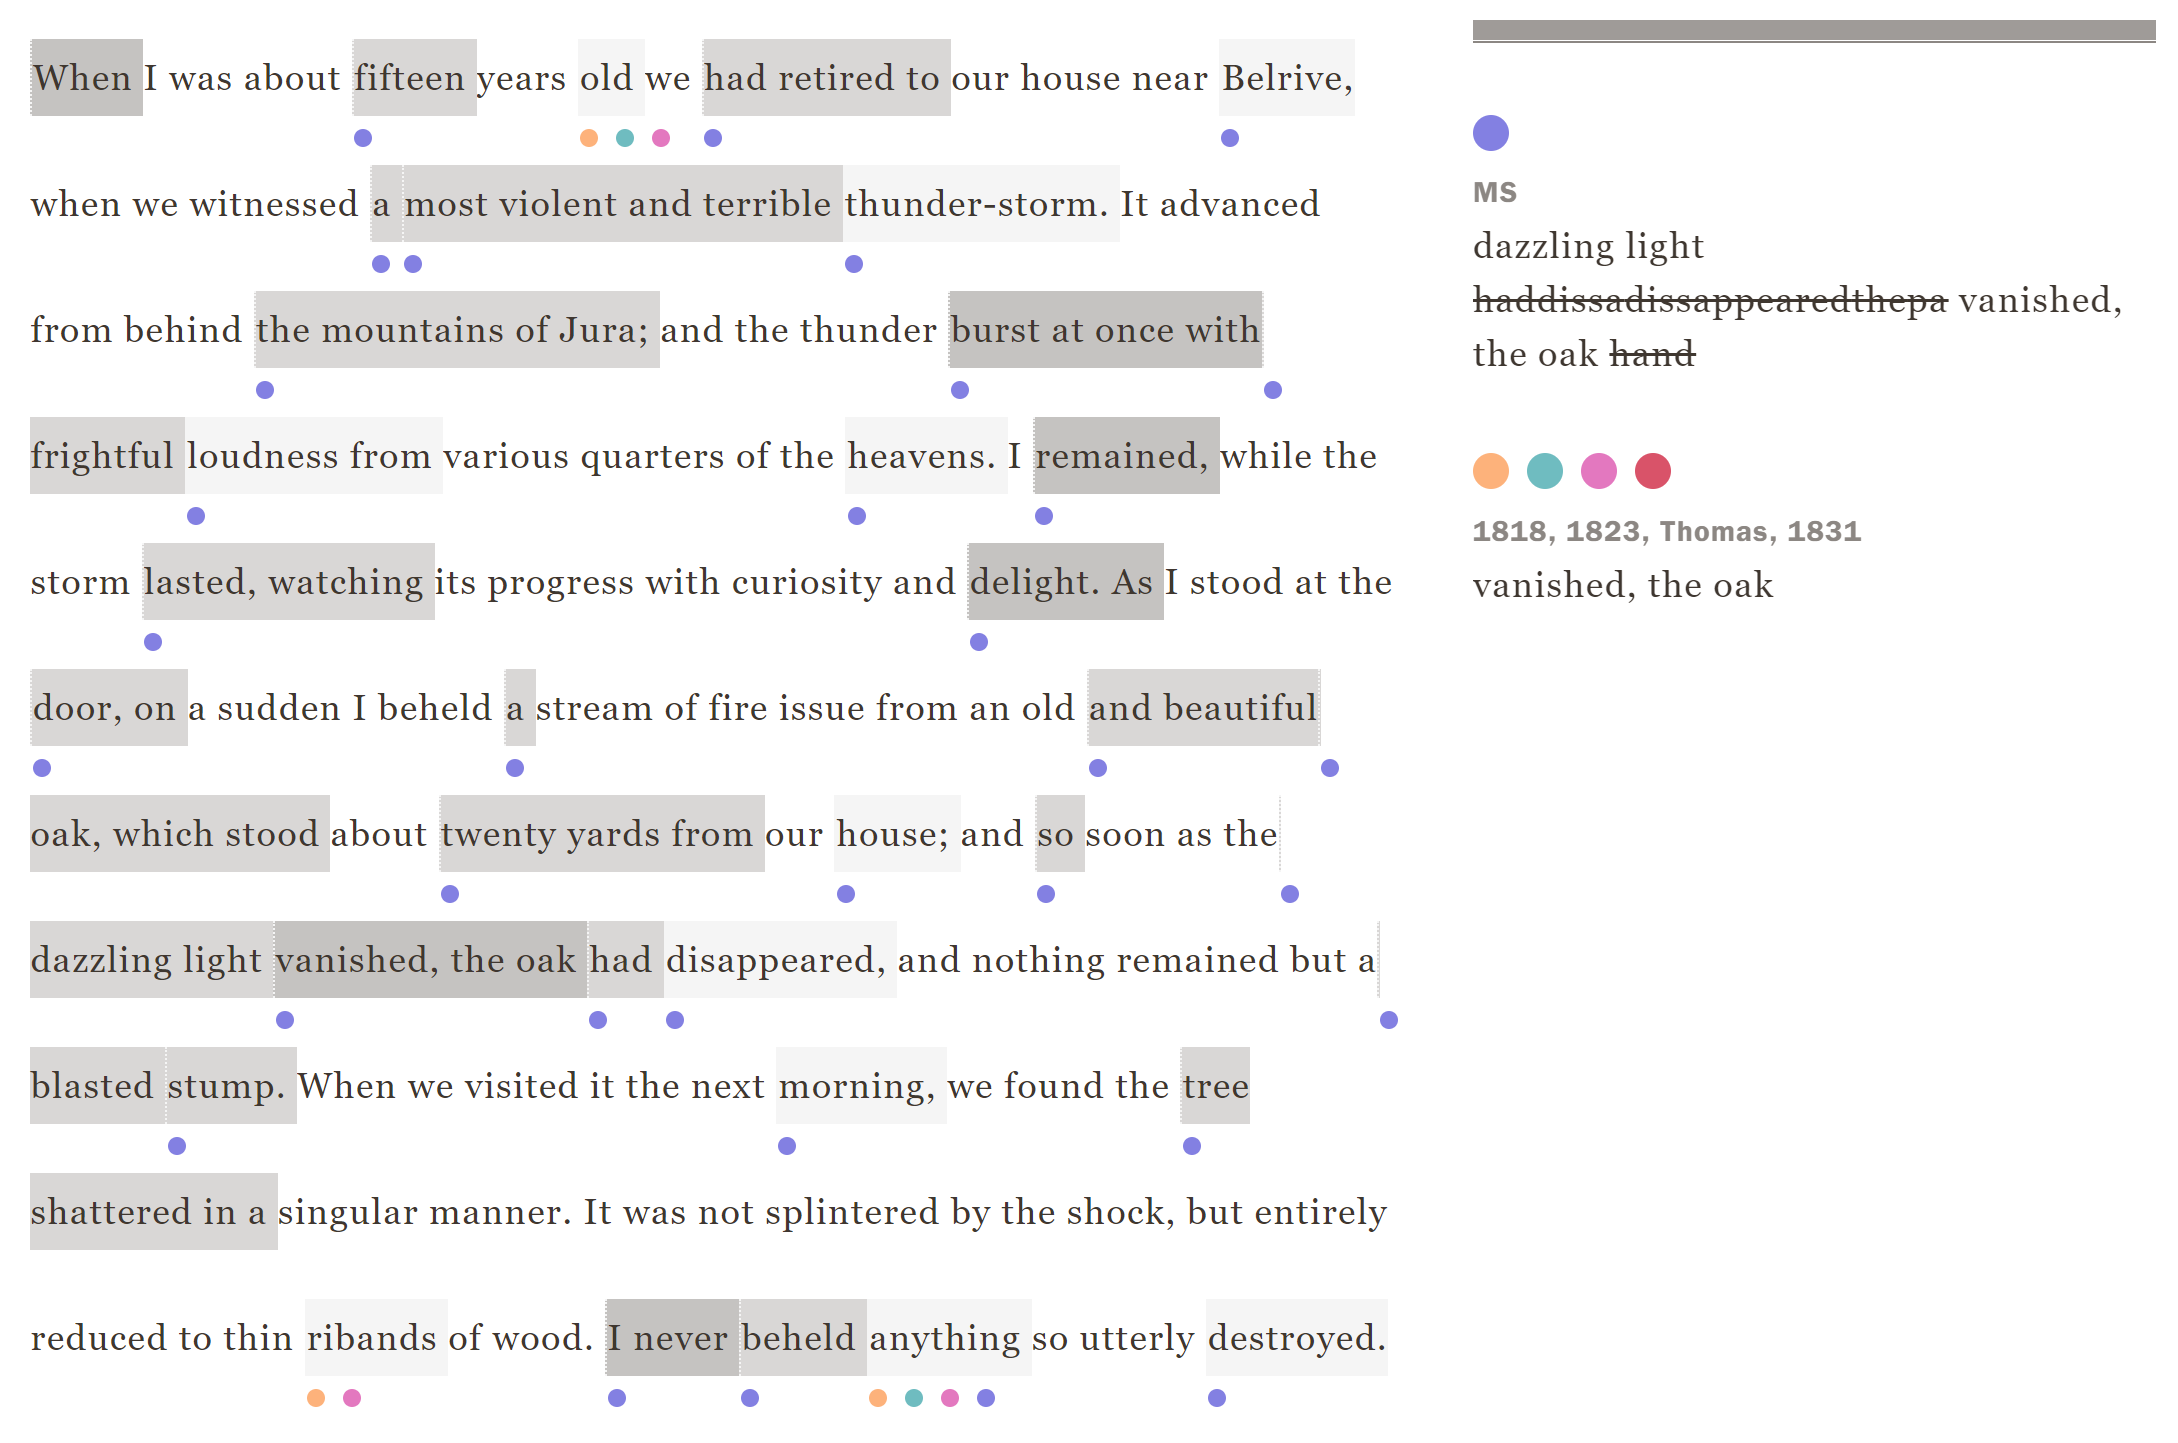 When I was about fifteen years old we had retired to our house near Belrive,
when we witnessed a most violent and terrible thunder-storm. It advanced
from behind the mountains of Jura; and the thunder burst at once with
frightful loudness from various quarters of the heavens. I remained, while the
storm lasted, watching its progress with curiosity and delight. As I stood at the
door, on a sudden I beheld a stream of fire issue from an old and beautiful
oak, which stood about twenty yards from our house; and so soon as the
dazzling light vanished, the oak had disappeared, and nothing remained but a
blasted stump. When we visited it the next morning, we found the tree
shattered in a singular manner. It was not splintered by the shock, but entirely
reduced to thin ribands of wood. I never beheld anything so utterly destroyed.
MS
dazzling light
haddissadissappearedthepa vanished,
the oak hand
1818, 1823, Thomas, 1831
vanished, the oak